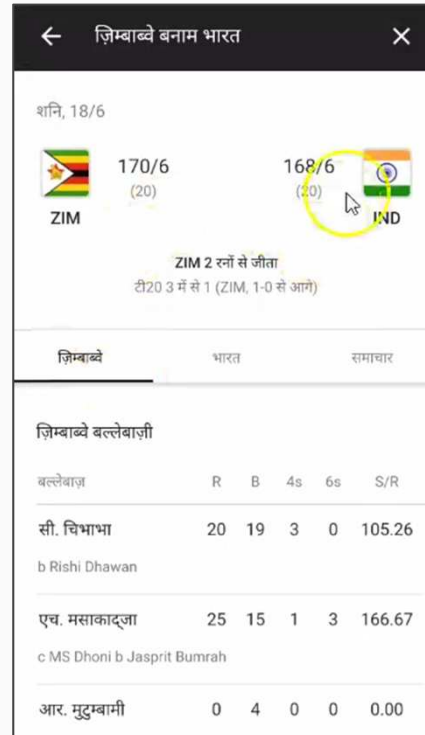 ज़िम्बाब्वे बनाम भारत
शनि, 18/6
170/6 168/6
(20) (20)
ZIM IND
ZIM 2 रनों से जीता
टी20 3 में से 1 (ZIM, 1-0 से आगे)
ज़िम्बाब्वे भारत समाचार
ज़िम्बाब्वे बल्लेबाज़ी
बल्लेबाज़ R B 4s 6s S/R
सी. चिभाभा 20 19 3 0 105.26
b Rishi Dhawan
एच. मसाकाद्जा 25 15 1 3 166.67
c MS Dhoni b Jasprit Bumrah
आर. मुटुम्बामी 0 4 0 0 0.00